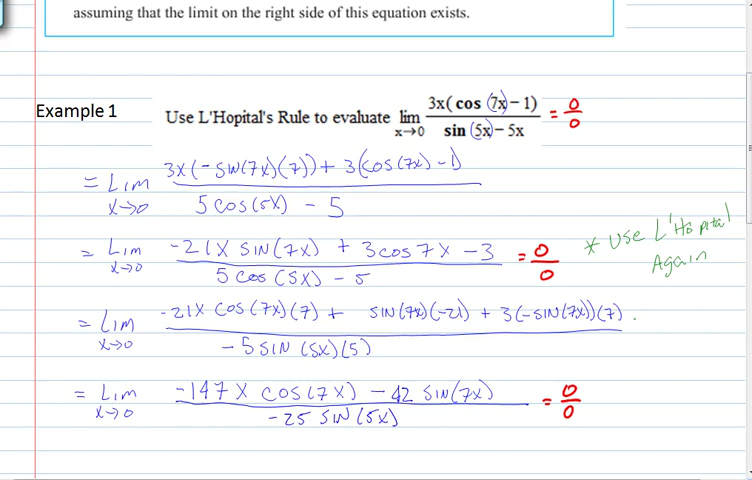 assuming that the limit on the right side of this equation exists.
Example 1
Use L'Hopital's Rule to evaluate lim x→0 3x( cos (7x) − 1) / sin (5x) − 5x = 0/0
= Lim x→0 3x(-sin(7x)(7)) + 3(cos(7x) - 1) / 5cos(5x) - 5
= Lim x→0 -21x sin(7x) + 3cos7x - 3 / 5cos(5x) - 5 = 0/0 * Use L'Hopital Again
= Lim x→0 -21x cos(7x)(7) + sin(7x)(-21) + 3(-sin(7x))(7) / -5sin(5x)(5)
= Lim x→0 -147x cos(7x) - 42 sin(7x) / -25 sin(5x) = 0/0